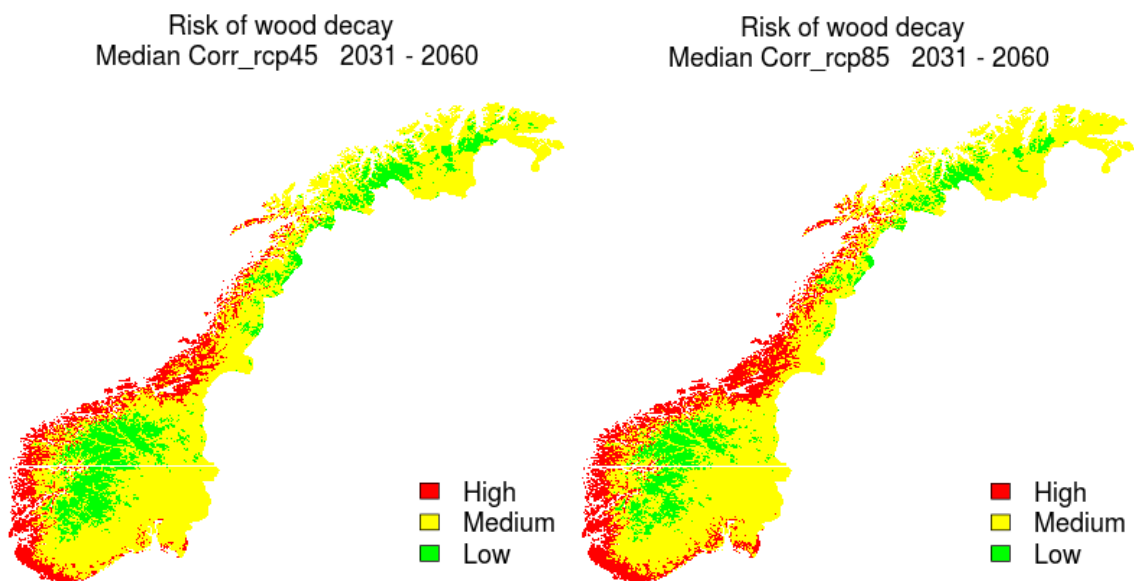 Risk of wood decay
Median Corr_rcp45 2031 - 2060
High
Medium
Low
Risk of wood decay
Median Corr_rcp85 2031 - 2060
High
Medium
Low